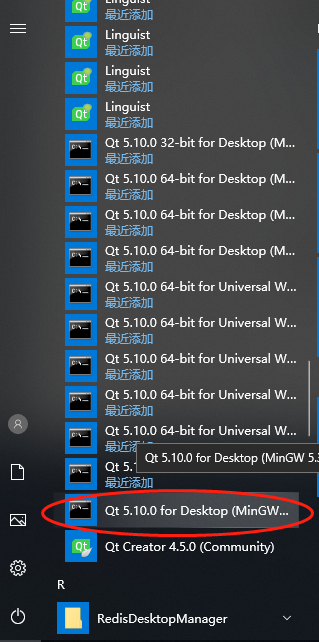 Linguist
最近添加
Linguist
最近添加
Linguist
最近添加
Qt 5.10.0 32-bit for Desktop (M...
最近添加
Qt 5.10.0 64-bit for Desktop (M...
最近添加
Qt 5.10.0 64-bit for Desktop (M...
最近添加
Qt 5.10.0 64-bit for Desktop (M...
最近添加
Qt 5.10.0 64-bit for Universal W...
最近添加
Qt 5.10.0 64-bit for Universal W...
最近添加
Qt 5.10.0 64-bit for Universal W...
最近添加
Qt 5.10.0 64-bit for Universal W...
最近添加
Qt 5.10.0 64-bit for Universal W...
最近添加
Qt 5.10.0 for Desktop (MinGW 5.3
Qt 5.
最近添加
Qt 5.10.0 for Desktop (MinGW...
Qt Creator 4.5.0 (Community)
R
RedisDesktopManager